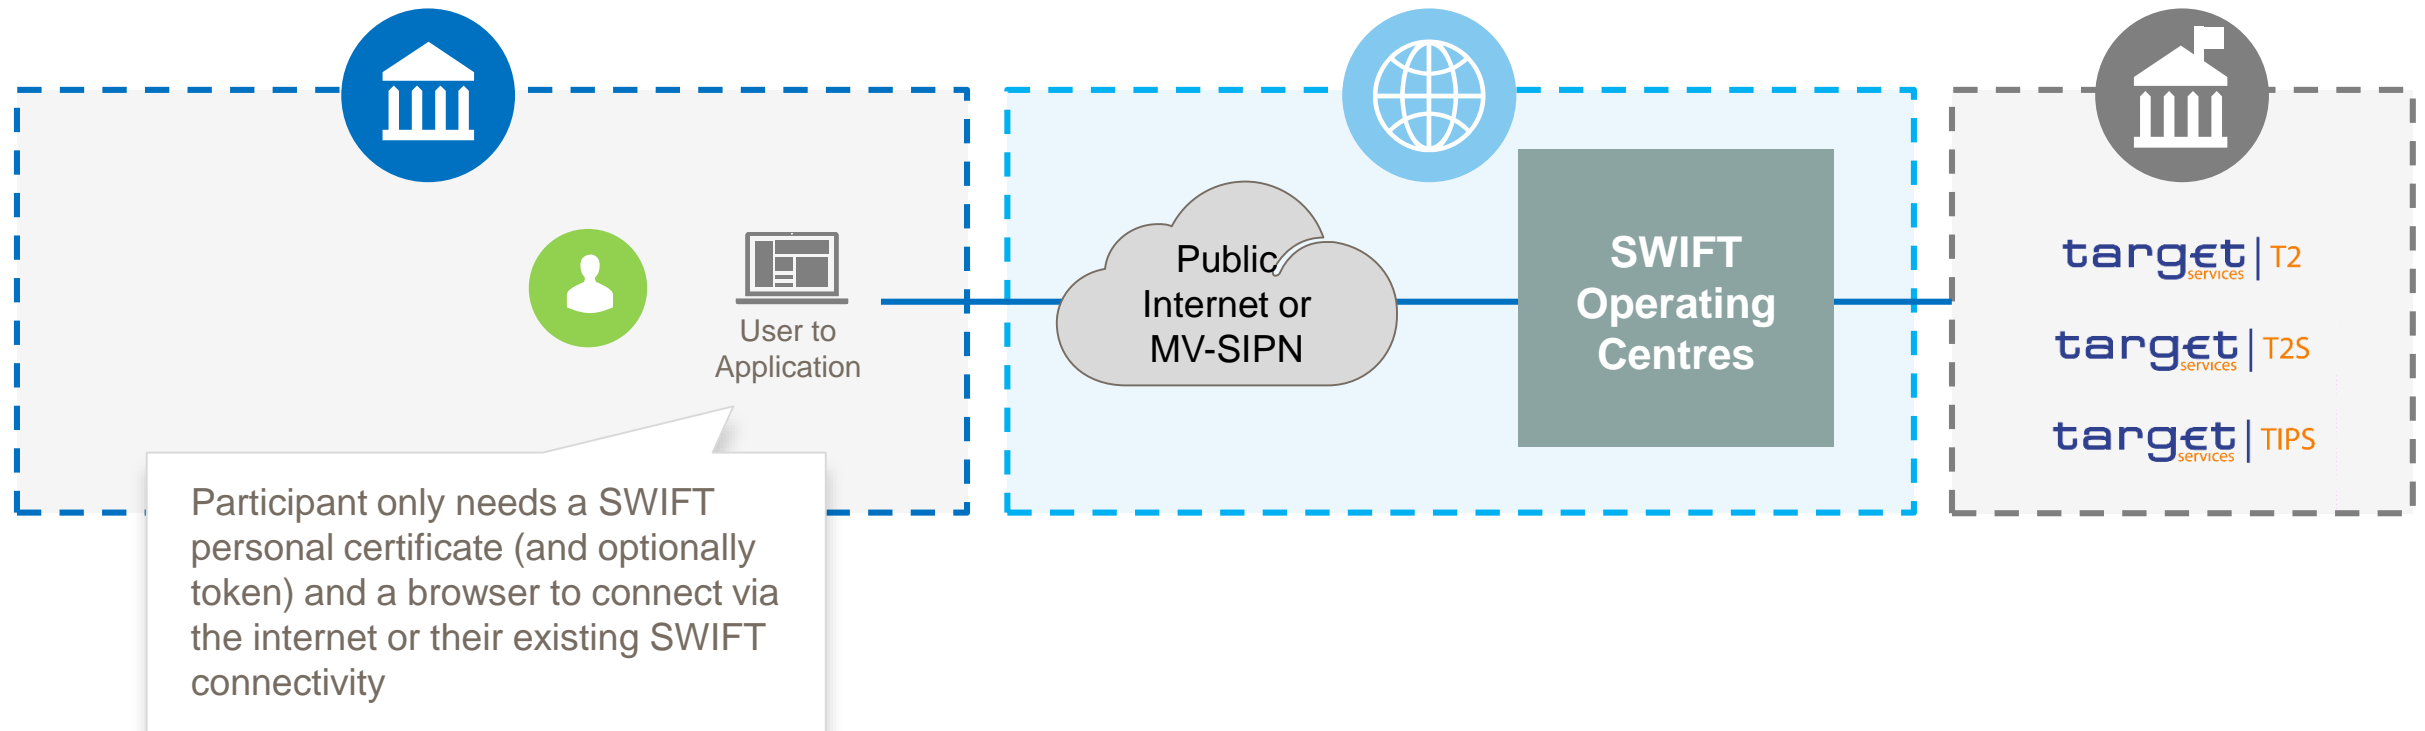 User to
Application
Participant only needs a SWIFT
personal certificate (and optionally
token) and a browser to connect via
the internet or their existing SWIFT
connectivity
Public
Internet or
MV-SIPN
SWIFT
Operating
Centres
target services | T2
target services | T2S
target services | TIPS